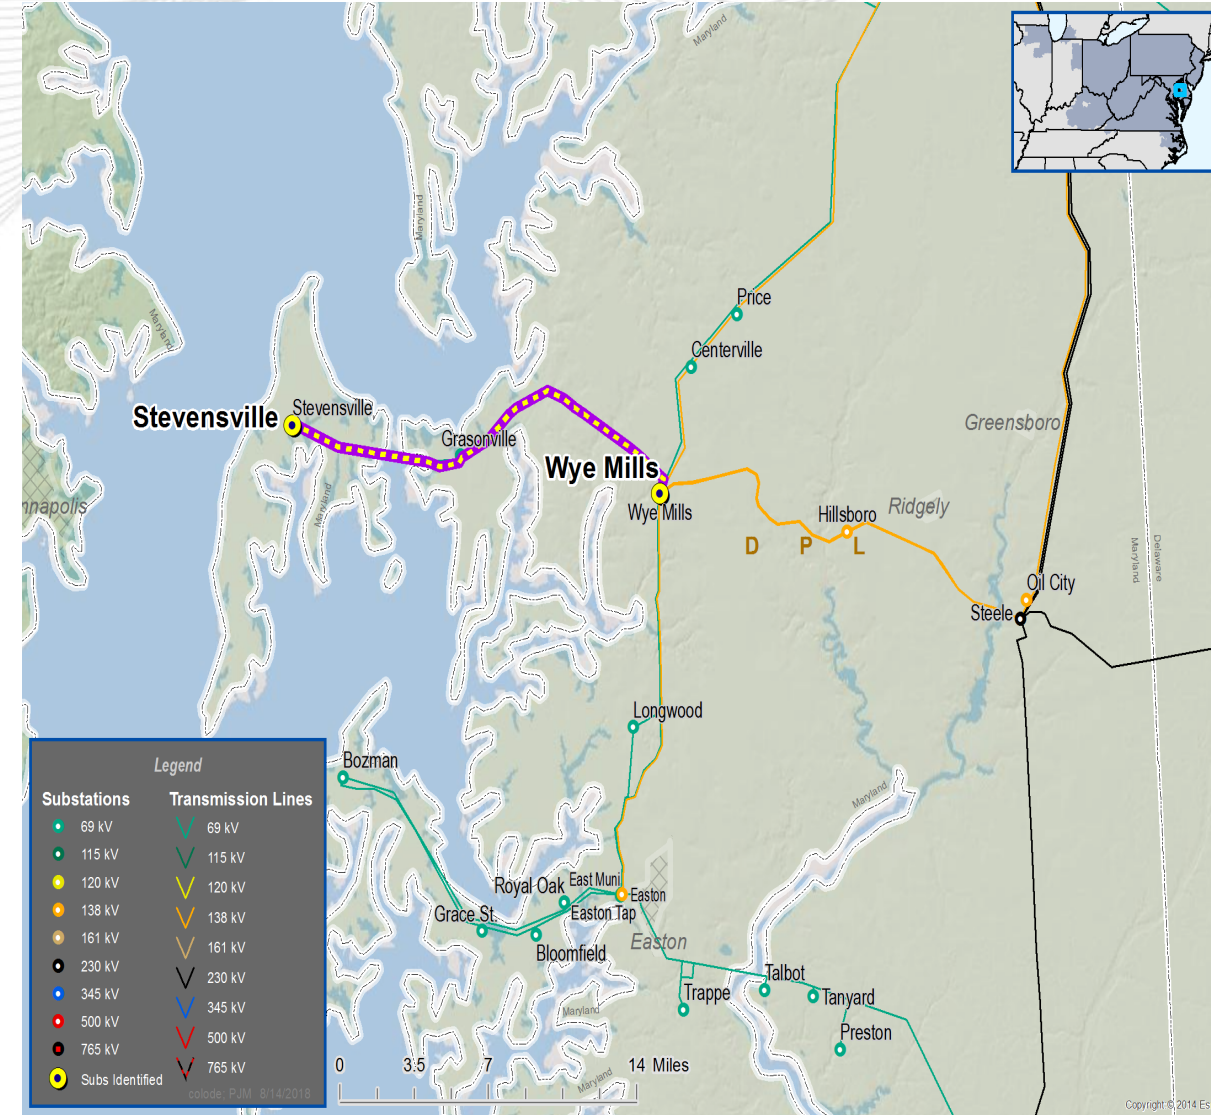 Maryland
Maryland
Maryland
Price
Centerville
Stevensville
Stevensville
Greensboro
Grasonville
Wye Mills
Wye Mills
Maryland
nnapolis
Hillsboro
Ridgely
D P L
Maryland
Delaware
Oil City
Steele
Longwood
Bozman
Maryland
East Muni
Royal Oak
Easton
Grace St.
Easton Tap
Bloomfield
Easton
Talbot
Trappe
Tanyard
Maryland
Preston
Maryland
Legend
Substations
Transmission Lines
69 kV
69 kV
115 kV
115 kV
120 kV
120 kV
138 kV
138 kV
161 kV
161 kV
230 kV
230 kV
345 kV
345 kV
500 kV
500 kV
765 kV
765 kV
Subs Identified
colode: PJM 8/14/2018
0 3.5 7 14 Miles
Copyright © 2014 Es